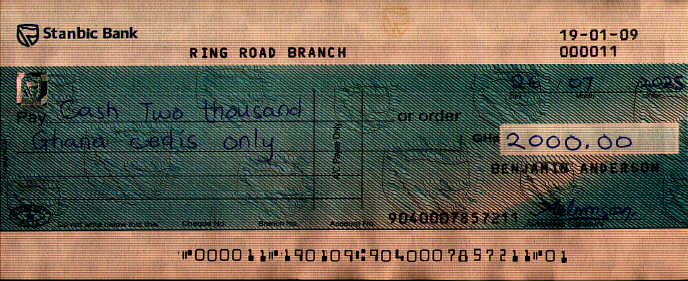 Stanbic Bank
19-01-09
RING ROAD BRANCH
000011
26 07 2025
Pay Cash Two thousand or order
Ghana cedis only
GH¢ 2000.00
A/C Payee Only
BENJAMIN ANDERSON
Cheque No. Branch No. Account No.
9040007857211
"000011" 190109: 9040007857211" 01